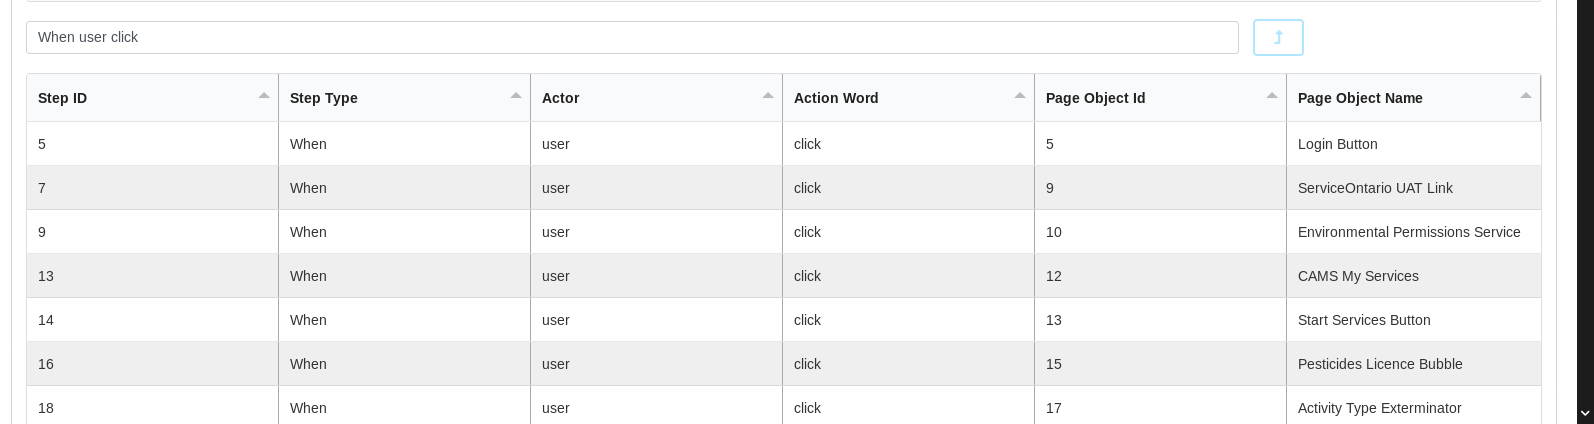 When user click
Step ID Step Type Actor Action Word Page Object Id Page Object Name
5 When user click 5 Login Button
7 When user click 9 ServiceOntario UAT Link
9 When user click 10 Environmental Permissions Service
13 When user click 12 CAMS My Services
14 When user click 13 Start Services Button
16 When user click 15 Pesticides Licence Bubble
18 When user click 17 Activity Type Exterminator